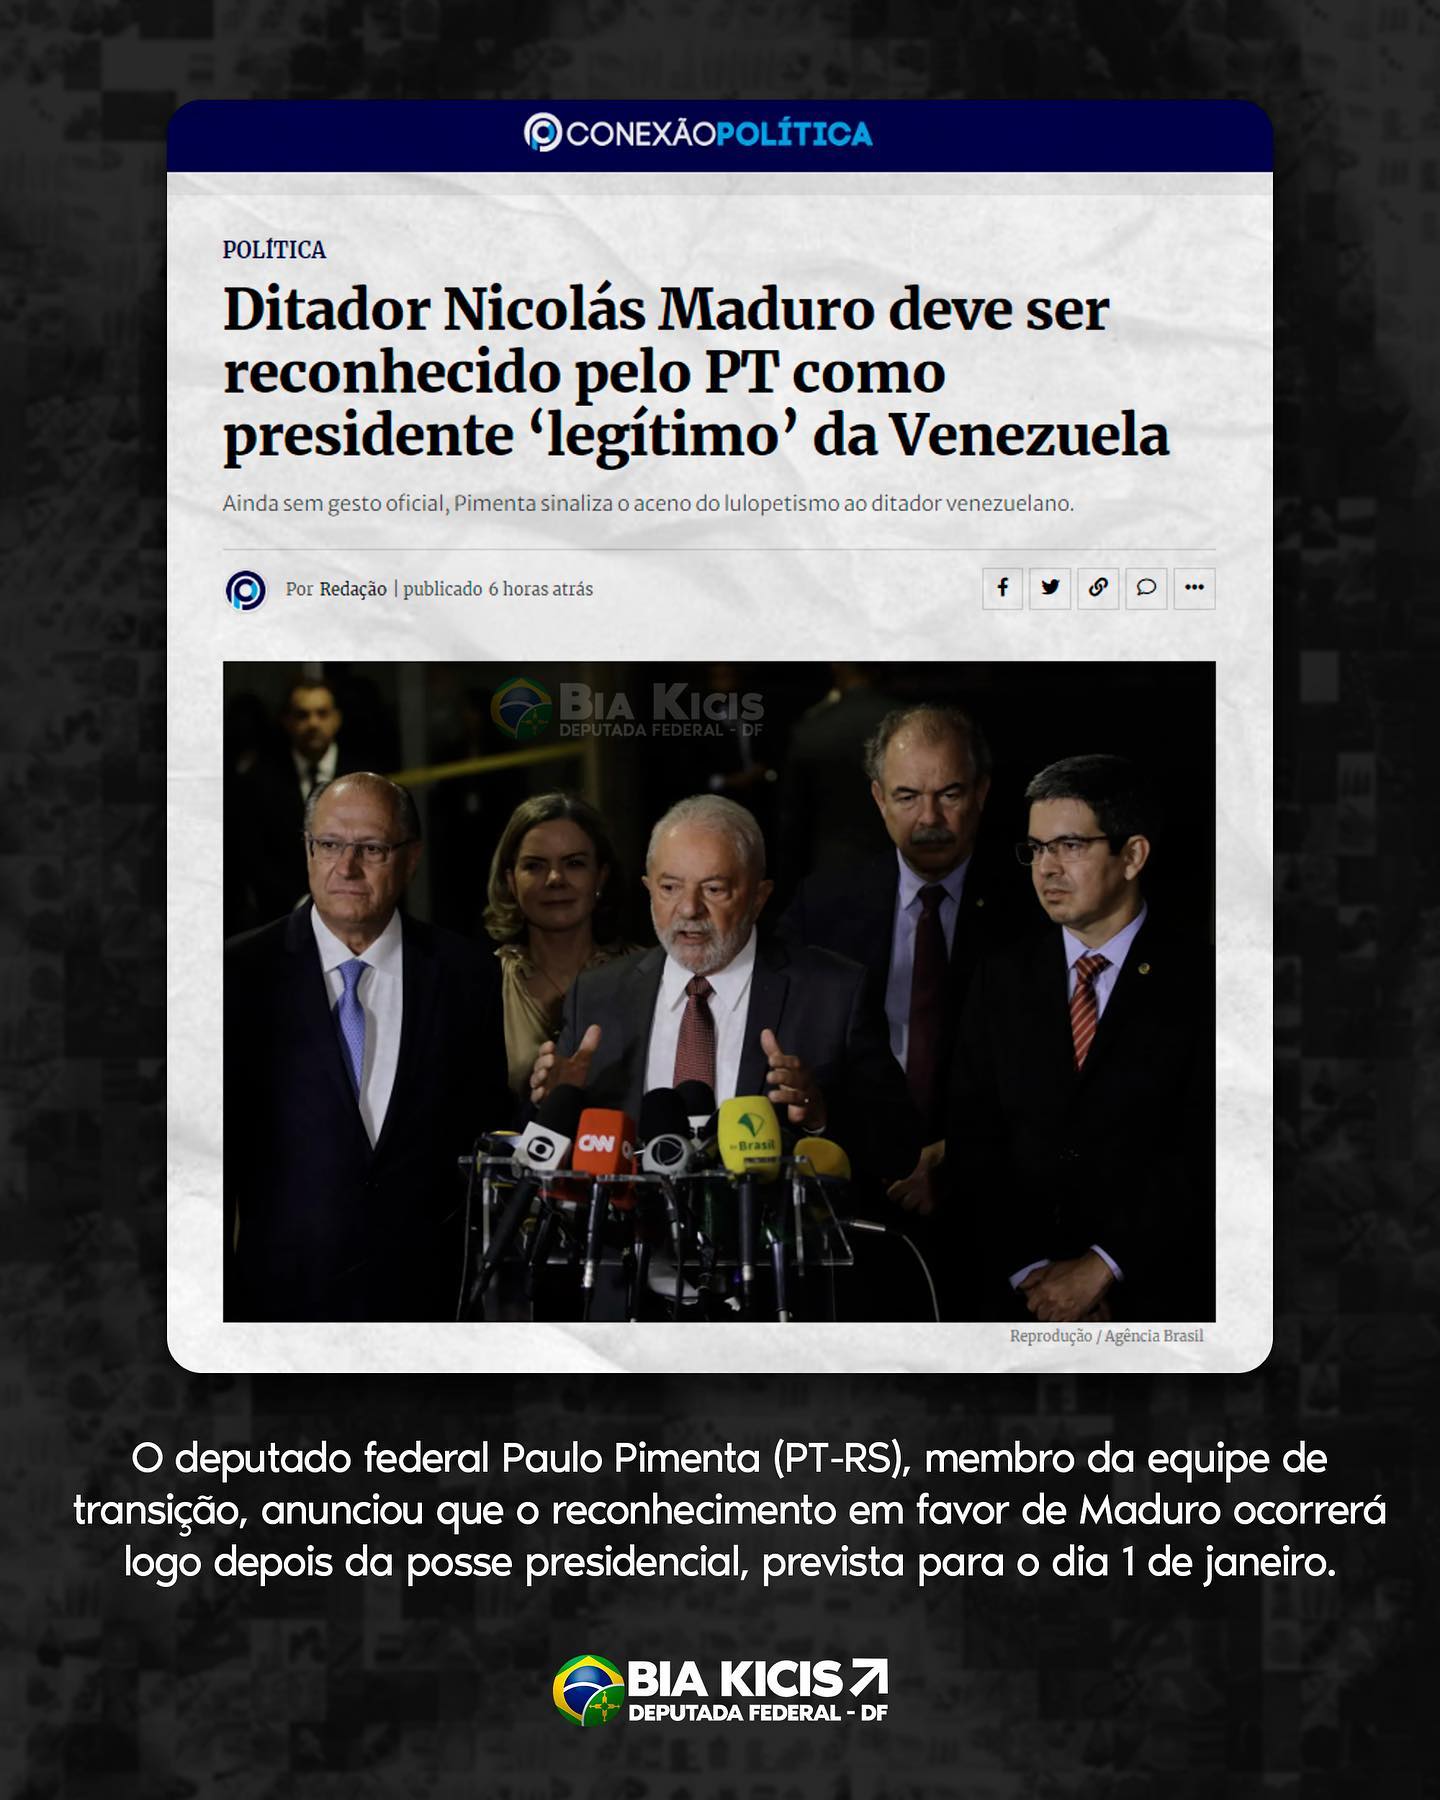 CONEXÃOPOLÍTICA
POLÍTICA
Ditador Nicolás Maduro deve ser
reconhecido pelo PT como
presidente ‘legítimo’ da Venezuela
Ainda sem gesto oficial, Pimenta sinaliza o aceno do lulopetismo ao ditador venezuelano.
Por Redação | publicado 6 horas atrás
BIA KICIS
DEPUTADA FEDERAL - DF
CNN
Brasil
Reprodução / Agência Brasil
O deputado federal Paulo Pimenta (PT-RS), membro da equipe de
transição, anunciou que o reconhecimento em favor de Maduro ocorrerá
logo depois da posse presidencial, prevista para o dia 1 de janeiro.
BIA KICIS
DEPUTADA FEDERAL - DF